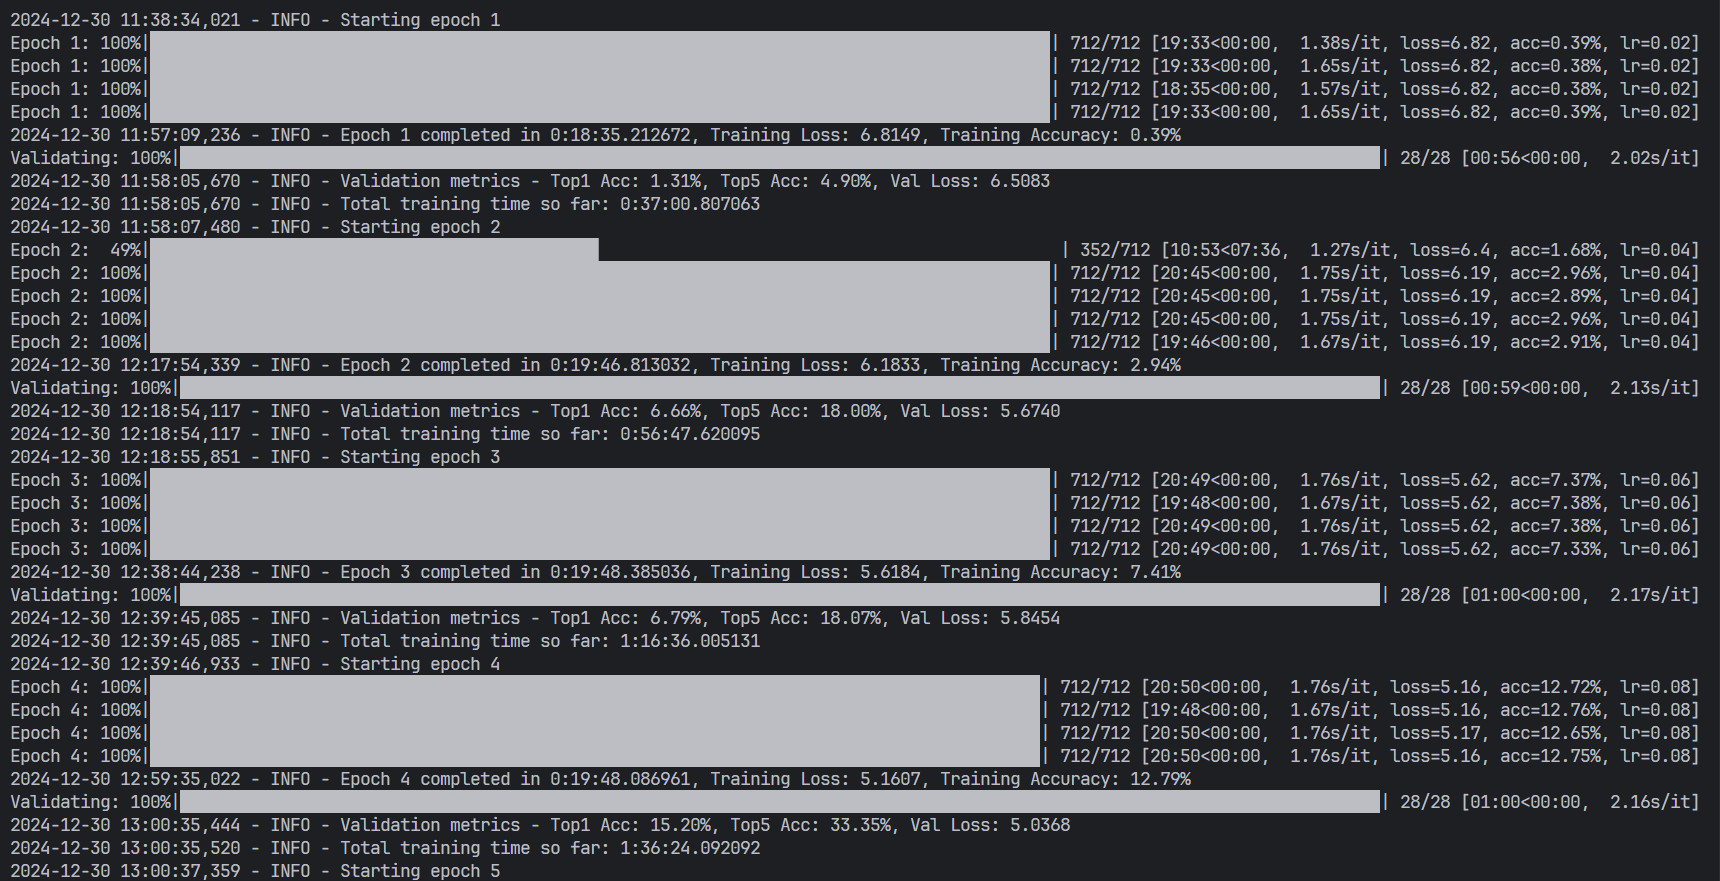 2024-12-30 11:38:34,021 - INFO - Starting epoch 1
Epoch 1: 100%| | 712/712 [19:33<00:00,  1.38s/it, loss=6.82, acc=0.39%, lr=0.02]
Epoch 1: 100%| | 712/712 [19:33<00:00,  1.65s/it, loss=6.82, acc=0.38%, lr=0.02]
Epoch 1: 100%| | 712/712 [18:35<00:00,  1.57s/it, loss=6.82, acc=0.38%, lr=0.02]
Epoch 1: 100%| | 712/712 [19:33<00:00,  1.65s/it, loss=6.82, acc=0.39%, lr=0.02]
2024-12-30 11:57:09,236 - INFO - Epoch 1 completed in 0:18:35.212672, Training Loss: 6.8149, Training Accuracy: 0.39%
Validating: 100%| | 28/28 [00:56<00:00,  2.02s/it]
2024-12-30 11:58:05,670 - INFO - Validation metrics - Top1 Acc: 1.31%, Top5 Acc: 4.90%, Val Loss: 6.5083
2024-12-30 11:58:05,670 - INFO - Total training time so far: 0:37:00.807063
2024-12-30 11:58:07,480 - INFO - Starting epoch 2
Epoch 2:  49%| | 352/712 [10:53<07:36,  1.27s/it, loss=6.4, acc=1.68%, lr=0.04]
Epoch 2: 100%| | 712/712 [20:45<00:00,  1.75s/it, loss=6.19, acc=2.96%, lr=0.04]
Epoch 2: 100%| | 712/712 [20:45<00:00,  1.75s/it, loss=6.19, acc=2.89%, lr=0.04]
Epoch 2: 100%| | 712/712 [20:45<00:00,  1.75s/it, loss=6.19, acc=2.96%, lr=0.04]
Epoch 2: 100%| | 712/712 [19:46<00:00,  1.67s/it, loss=6.19, acc=2.91%, lr=0.04]
2024-12-30 12:17:54,339 - INFO - Epoch 2 completed in 0:19:46.813032, Training Loss: 6.1833, Training Accuracy: 2.94%
Validating: 100%| | 28/28 [00:59<00:00,  2.13s/it]
2024-12-30 12:18:54,117 - INFO - Validation metrics - Top1 Acc: 6.66%, Top5 Acc: 18.00%, Val Loss: 5.6740
2024-12-30 12:18:54,117 - INFO - Total training time so far: 0:56:47.620095
2024-12-30 12:18:55,851 - INFO - Starting epoch 3
Epoch 3: 100%| | 712/712 [20:49<00:00,  1.76s/it, loss=5.62, acc=7.37%, lr=0.06]
Epoch 3: 100%| | 712/712 [19:48<00:00,  1.67s/it, loss=5.62, acc=7.38%, lr=0.06]
Epoch 3: 100%| | 712/712 [20:49<00:00,  1.76s/it, loss=5.62, acc=7.38%, lr=0.06]
Epoch 3: 100%| | 712/712 [20:49<00:00,  1.76s/it, loss=5.62, acc=7.33%, lr=0.06]
2024-12-30 12:38:44,238 - INFO - Epoch 3 completed in 0:19:48.385036, Training Loss: 5.6184, Training Accuracy: 7.41%
Validating: 100%| | 28/28 [01:00<00:00,  2.17s/it]
2024-12-30 12:39:45,085 - INFO - Validation metrics - Top1 Acc: 6.79%, Top5 Acc: 18.07%, Val Loss: 5.8454
2024-12-30 12:39:45,085 - INFO - Total training time so far: 1:16:36.005131
2024-12-30 12:39:46,933 - INFO - Starting epoch 4
Epoch 4: 100%| | 712/712 [20:50<00:00,  1.76s/it, loss=5.16, acc=12.72%, lr=0.08]
Epoch 4: 100%| | 712/712 [19:48<00:00,  1.67s/it, loss=5.16, acc=12.76%, lr=0.08]
Epoch 4: 100%| | 712/712 [20:50<00:00,  1.76s/it, loss=5.17, acc=12.65%, lr=0.08]
Epoch 4: 100%| | 712/712 [20:50<00:00,  1.76s/it, loss=5.16, acc=12.75%, lr=0.08]
2024-12-30 12:59:35,022 - INFO - Epoch 4 completed in 0:19:48.086961, Training Loss: 5.1607, Training Accuracy: 12.79%
Validating: 100%| | 28/28 [01:00<00:00,  2.16s/it]
2024-12-30 13:00:35,444 - INFO - Validation metrics - Top1 Acc: 15.20%, Top5 Acc: 33.35%, Val Loss: 5.0368
2024-12-30 13:00:35,520 - INFO - Total training time so far: 1:36:24.092092
2024-12-30 13:00:37,359 - INFO - Starting epoch 5